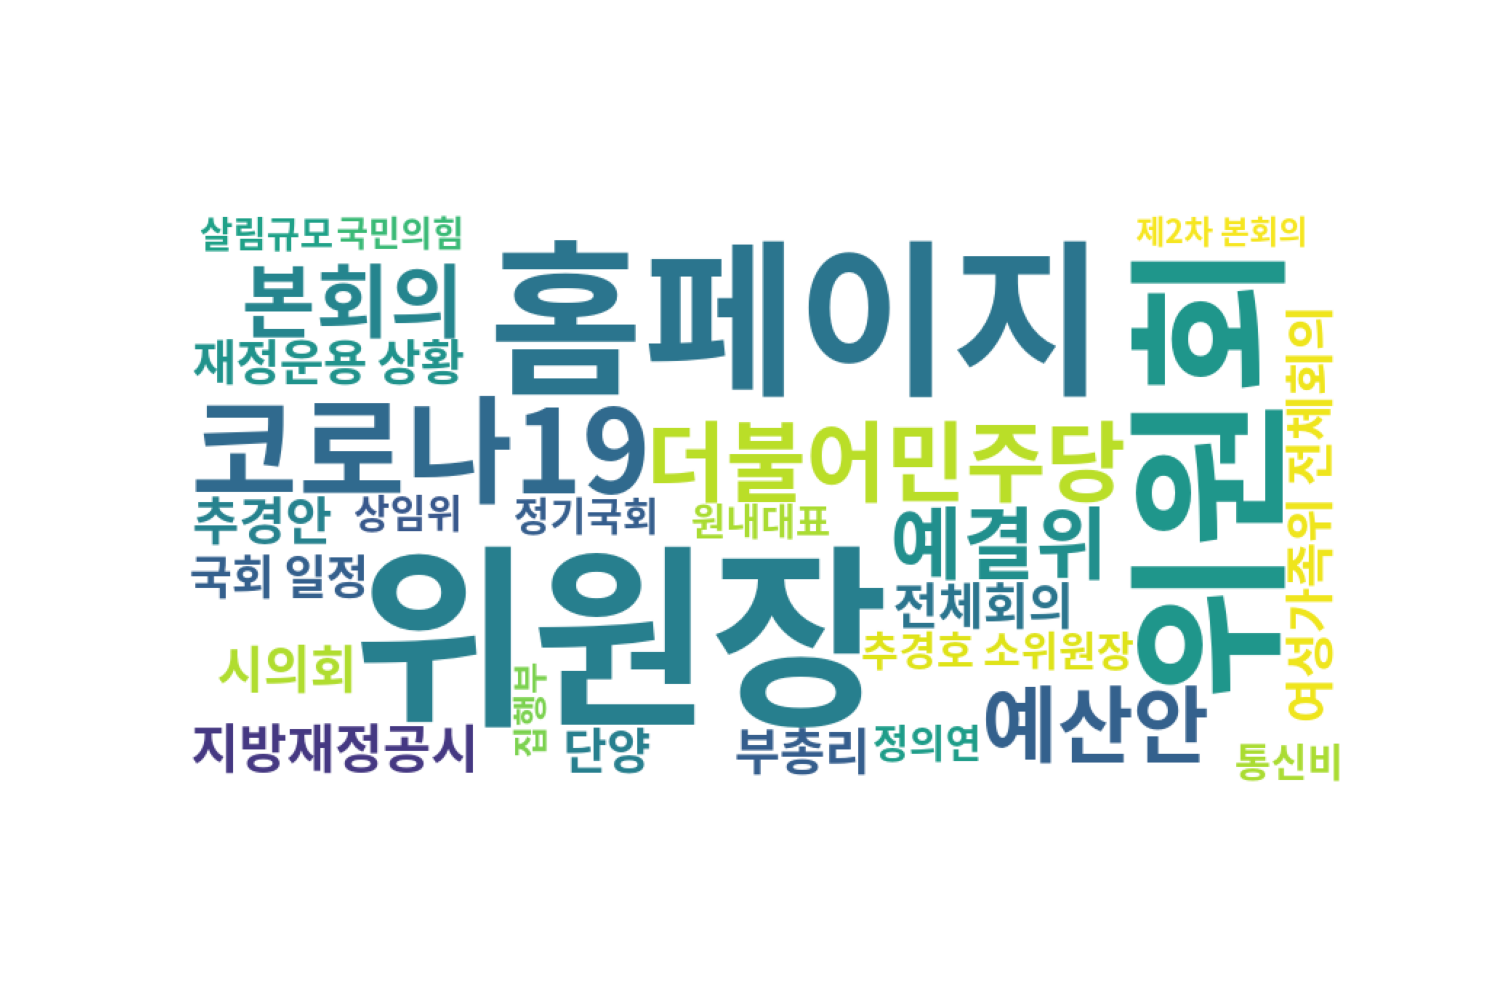 살림규모
국민의힘
제2차 본회의
본회의
홈페이지
위원회
재정운용 상황
여성가족위 전체회의
코로나19
더불어민주당
추경안
상임위
정기국회
원내대표
예결위
국회 일정
위원장
전체회의
시의회
추경호 소위원장
집행부
지방재정공시
단양
부총리
정의연
예산안
통신비